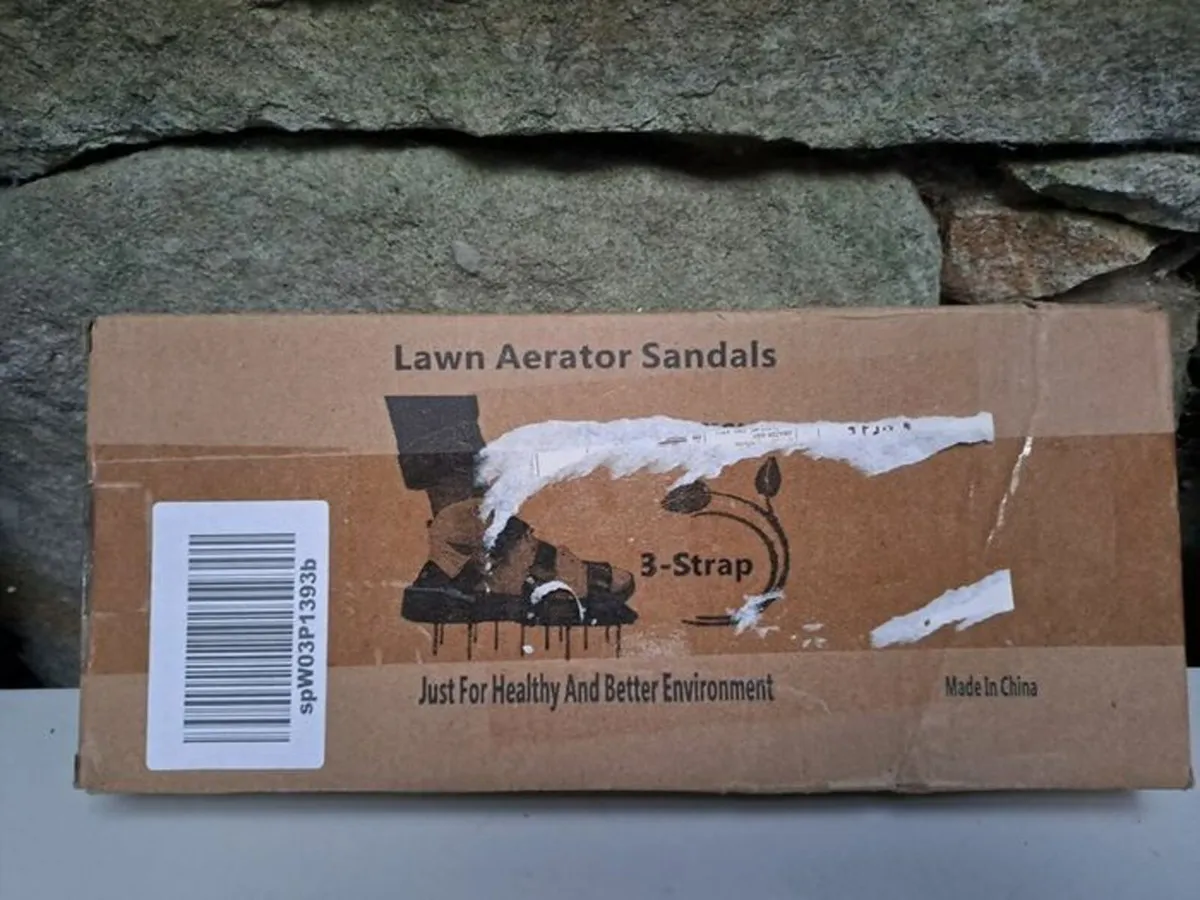 Lawn Aerator Sandals
3-Strap
spW03P1393b
Just For Healthy And Better Environment
Made In China